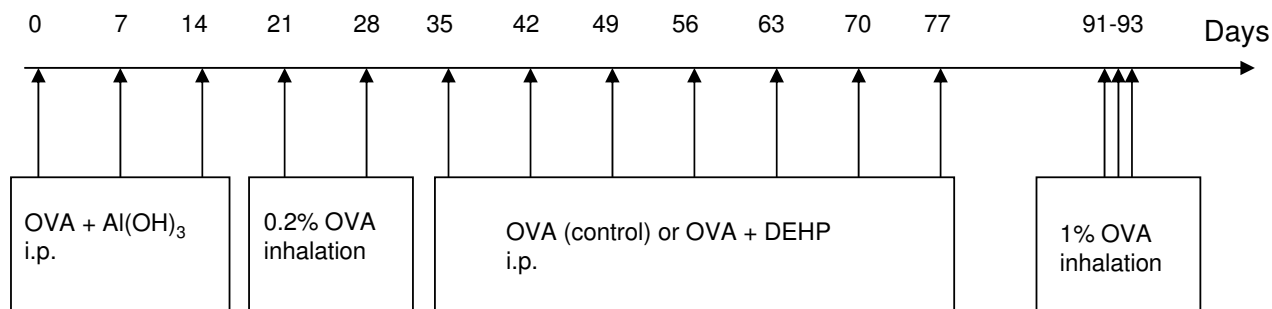 0 7 14 21 28 35 42 49 56 63 70 77 91-93 Days
OVA + Al(OH)₃
i.p.
0.2% OVA
inhalation
OVA (control) or OVA + DEHP
i.p.
1% OVA
inhalation